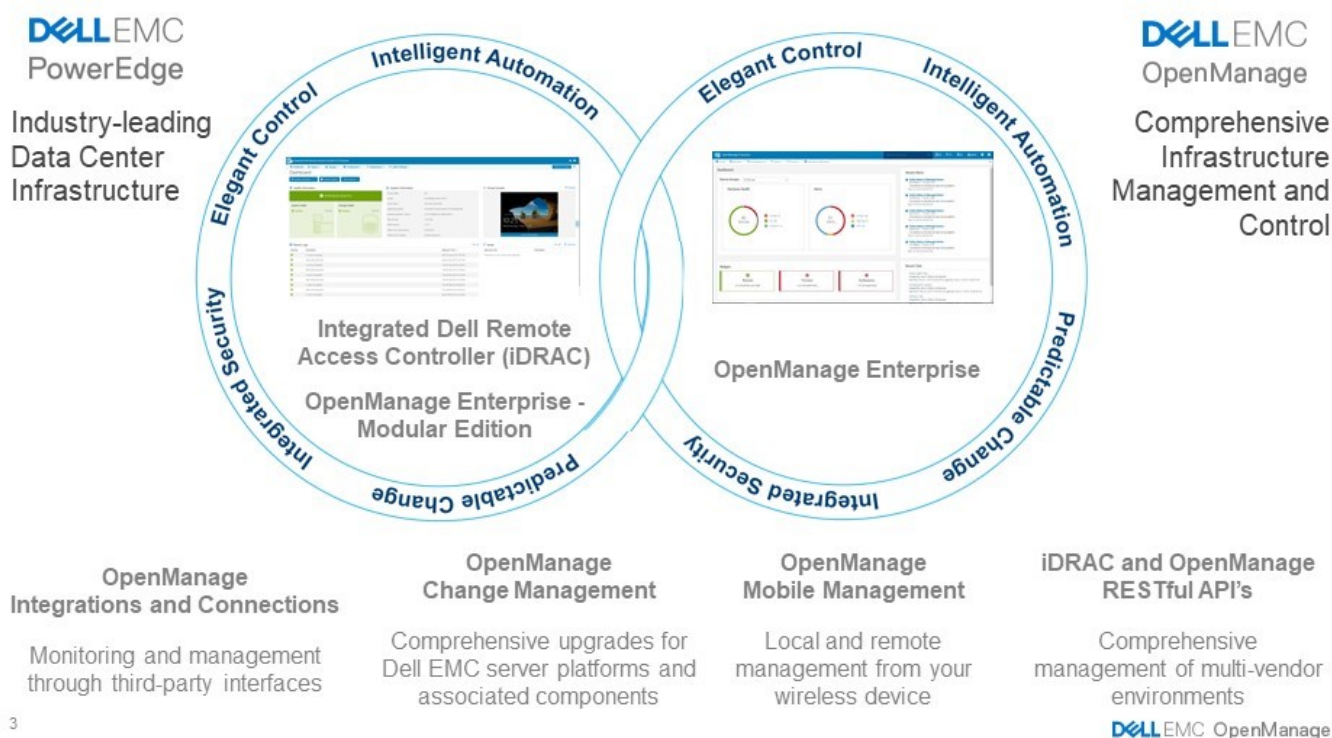 DELLEMC
PowerEdge
Industry-leading
Data Center
Infrastructure
DELLEMC
OpenManage
Comprehensive
Infrastructure
Management and
Control
Elegant Control
Intelligent Automation
Integrated Security
Predictable Change
Dashboard
Integrated Dell Remote
Access Controller (iDRAC)
OpenManage Enterprise -
Modular Edition
Elegant Control
Intelligent Automation
Predictable Change
Integrated Security
OpenManage Enterprise
OpenManage
Integrations and Connections
Monitoring and management
through third-party interfaces
OpenManage
Change Management
Comprehensive upgrades for
Dell EMC server platforms and
associated components
OpenManage
Mobile Management
Local and remote
management from your
wireless device
iDRAC and OpenManage
RESTful API's
Comprehensive
management of multi-vendor
environments
3
DELLEMC OpenManage